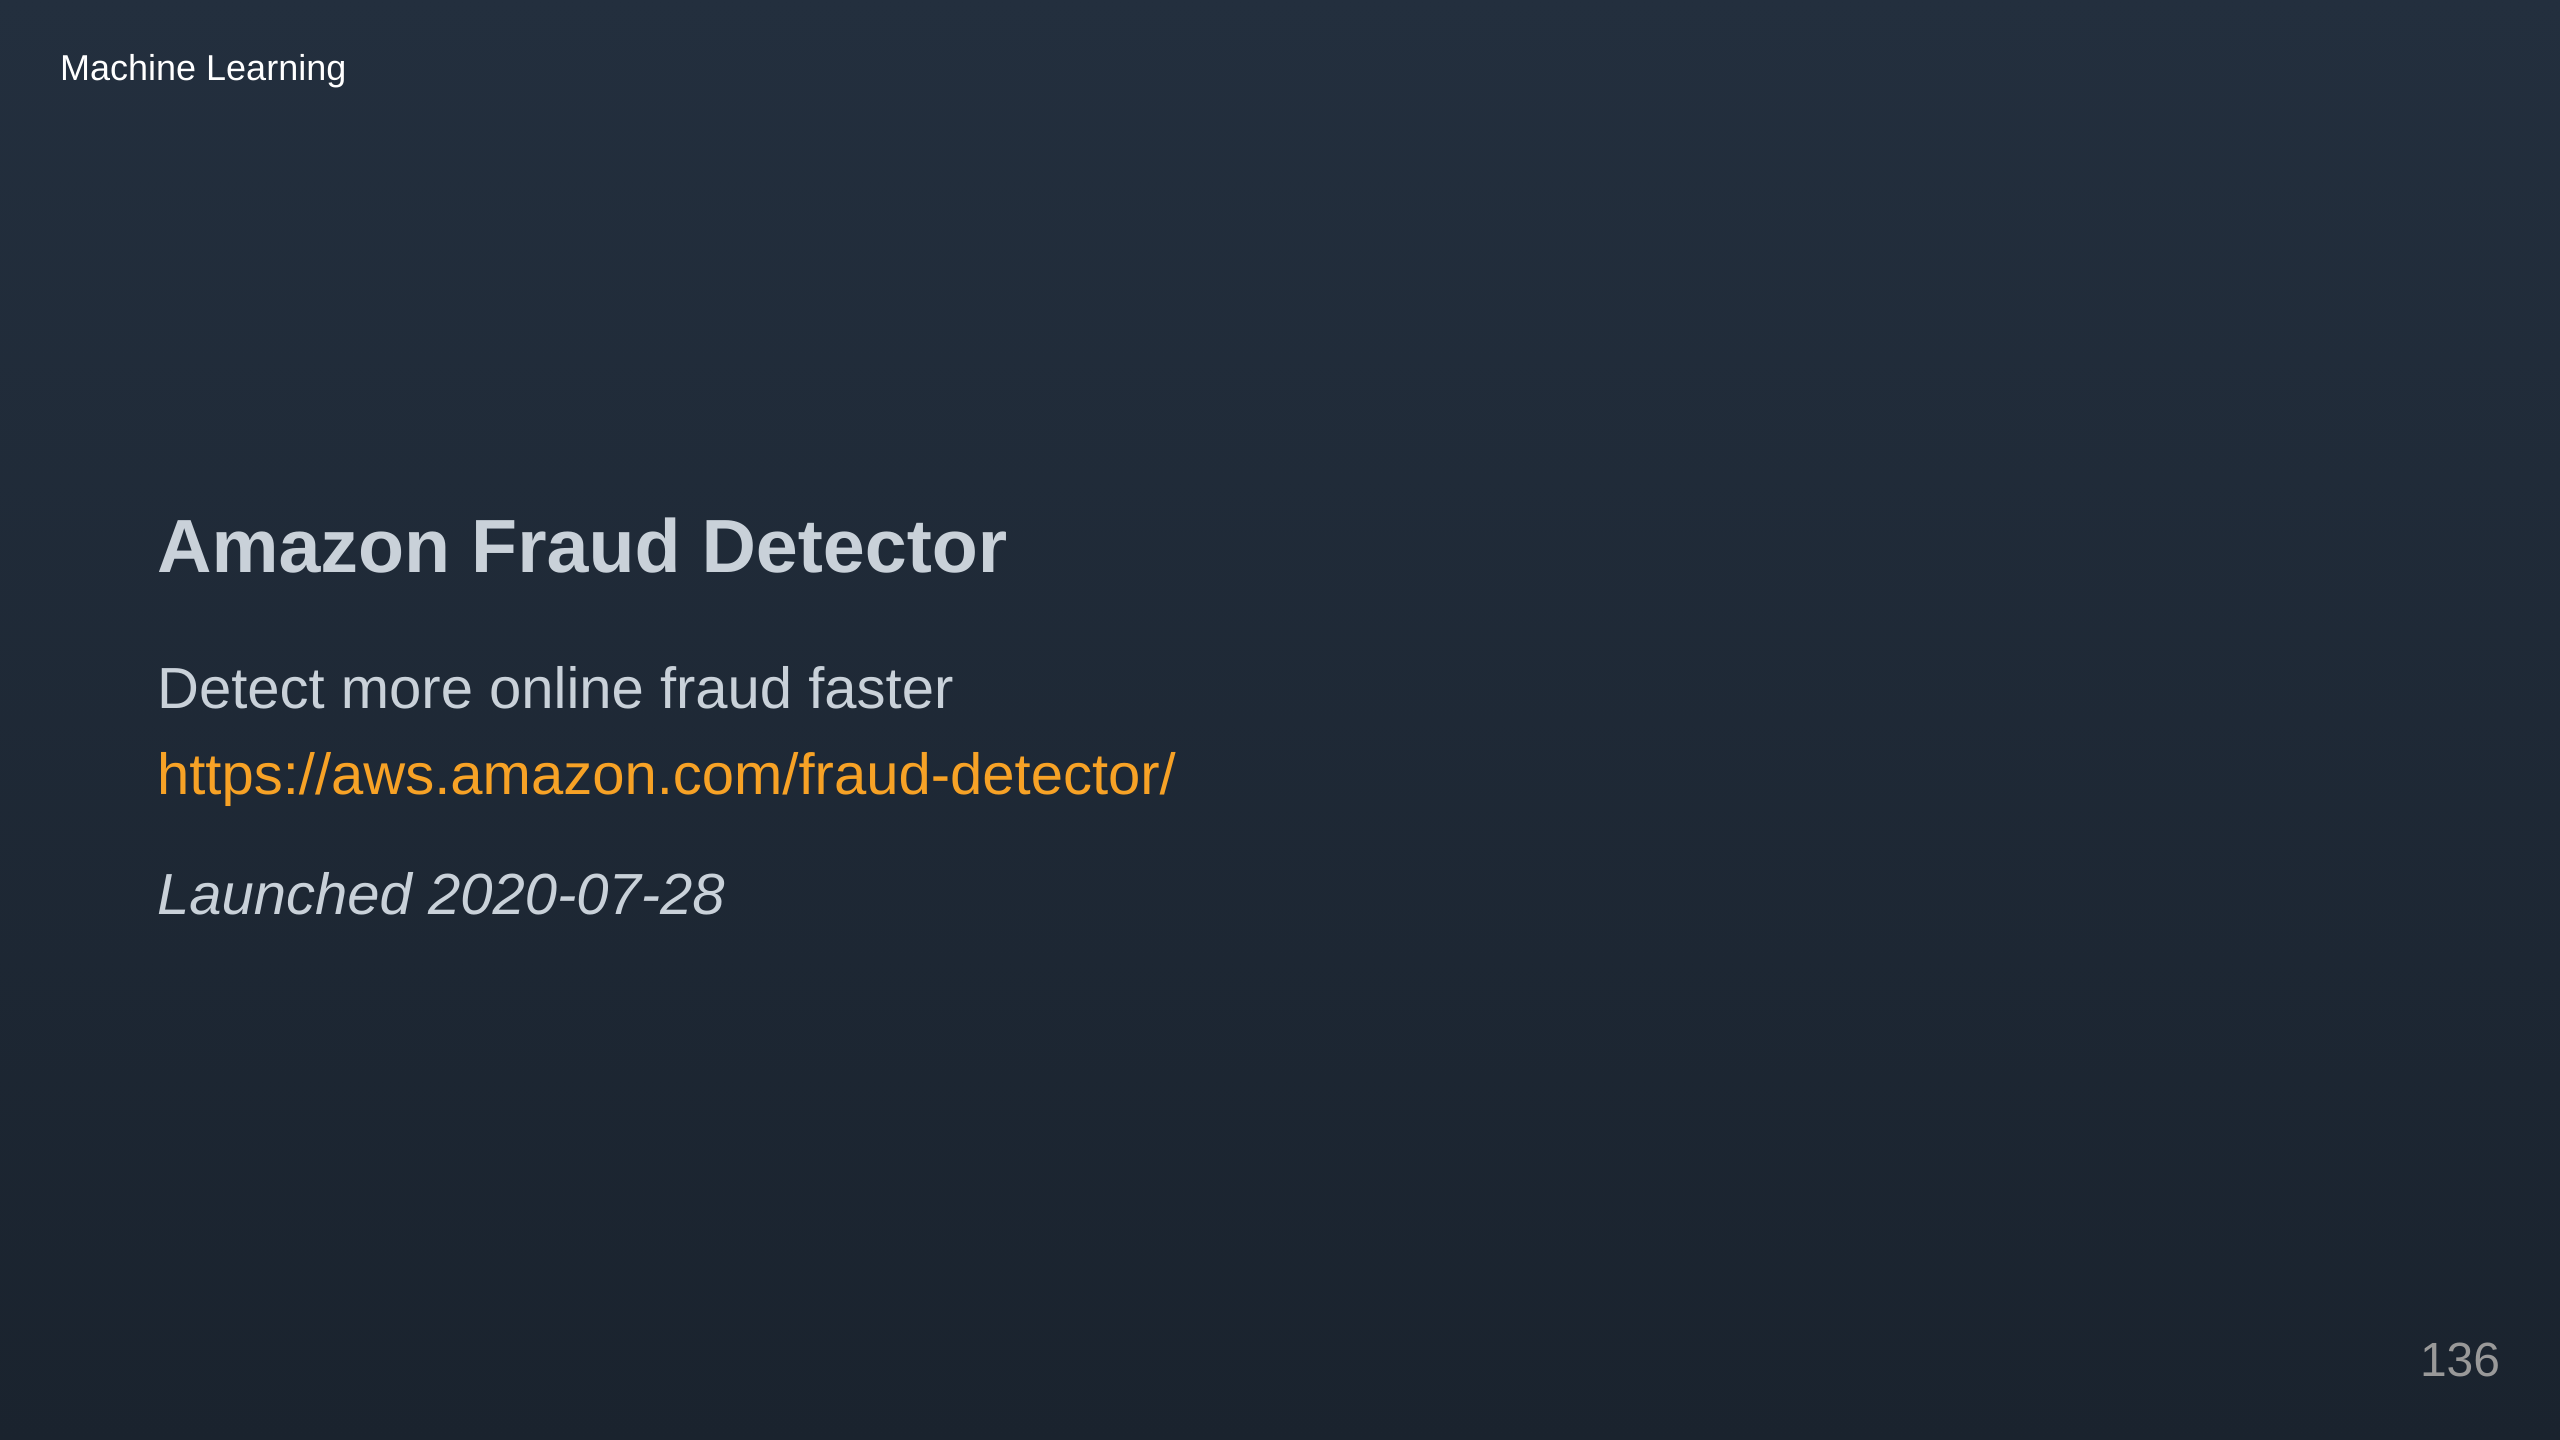 Machine Learning
Amazon Fraud Detector
Detect more online fraud faster
https://aws.amazon.com/fraud-detector/
Launched 2020-07-28
136